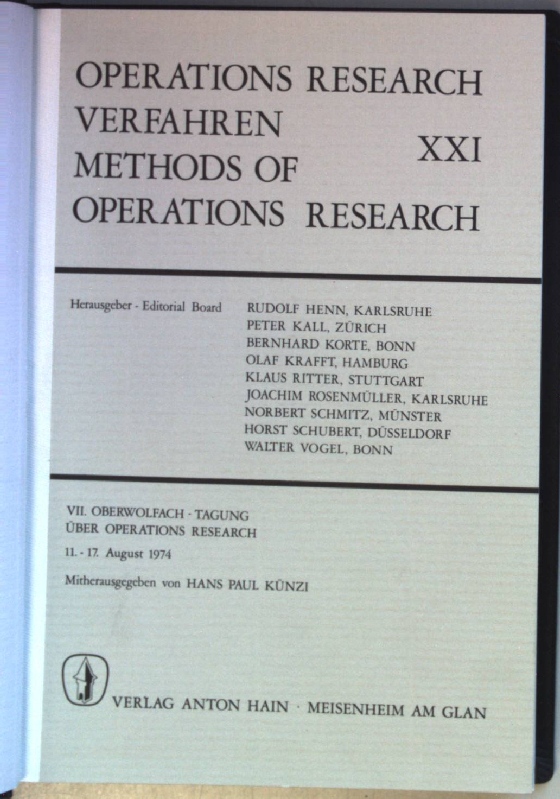 OPERATIONS RESEARCH
VERFAHREN
XXI
METHODS OF
OPERATIONS RESEARCH
Herausgeber · Editorial Board
RUDOLF HENN, KARLSRUHE
PETER KALL, ZÜRICH
BERNHARD KORTE, BONN
OLAF KRAFFT, HAMBURG
KLAUS RITTER, STUTTGART
JOACHIM ROSENMÜLLER, KARLSRUHE
NORBERT SCHMITZ, MÜNSTER
HORST SCHUBERT, DÜSSELDORF
WALTER VOGEL, BONN
VII. OBERWOLFACH - TAGUNG
ÜBER OPERATIONS RESEARCH
11. - 17. August 1974
Mitherausgegeben von HANS PAUL KÜNZI
VERLAG ANTON HAIN · MEISENHEIM AM GLAN